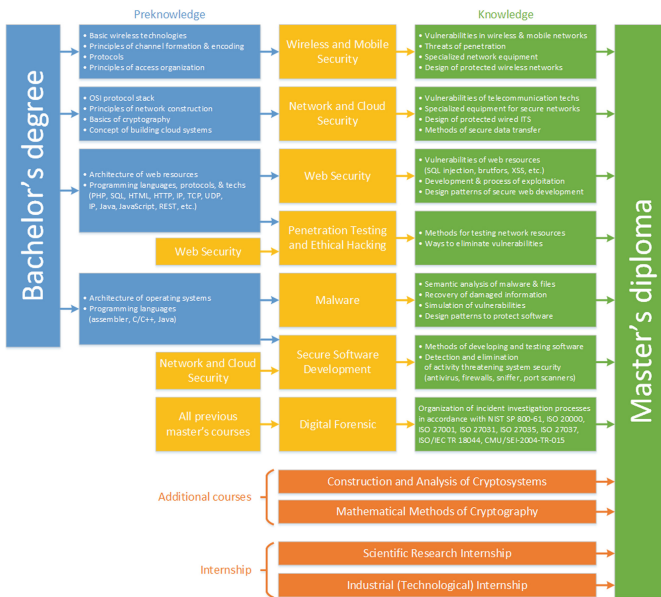 Preknowledge
Knowledge
Bachelor's degree
• Basic wireless technologies
• Principles of channel formation & encoding
• Protocols
• Principles of access organization
Wireless and Mobile
Security
• Vulnerabilities in wireless & mobile networks
• Threats of penetration
• Specialized network equipment
• Design of protected wireless networks
• OSI protocol stack
• Principles of network construction
• Basics of cryptography
• Concept of building cloud systems
Network and Cloud
Security
• Vulnerabilities of telecommunication techs
• Specialized equipment for secure networks
• Design of protected wired ITS
• Methods of secure data transfer
• Architecture of web resources
• Programming languages, protocols, & techs
(PHP, SQL, HTML, HTTP, IP, TCP, UDP,
IP, Java, JavaScript, REST, etc.)
Web Security
• Vulnerabilities of web resources
(SQL injection, brutfors, XSS, etc.)
• Development & process of exploitation
• Design patterns of secure web development
Web Security
Penetration Testing
and Ethical Hacking
• Methods for testing network resources
• Ways to eliminate vulnerabilities
• Architecture of operating systems
• Programming languages
(assembler, C/C++, Java)
Malware
• Semantic analysis of malware & files
• Recovery of damaged information
• Simulation of vulnerabilities
• Design patterns to protect software
Network and Cloud
Security
Secure Software
Development
• Methods of developing and testing software
• Detection and elimination
of activity threatening system security
(antivirus, firewalls, sniffer, port scanners)
All previous
master's courses
Digital Forensic
Organization of incident investigation processes
in accordance with NIST SP 800-61, ISO 20000,
ISO 27001, ISO 27031, ISO 27035, ISO 27037,
ISO/IEC TR 18044, CMU/SEI-2004-TR-015
Master's diploma
Additional courses
Construction and Analysis of Cryptosystems
Mathematical Methods of Cryptography
Internship
Scientific Research Internship
Industrial (Technological) Internship